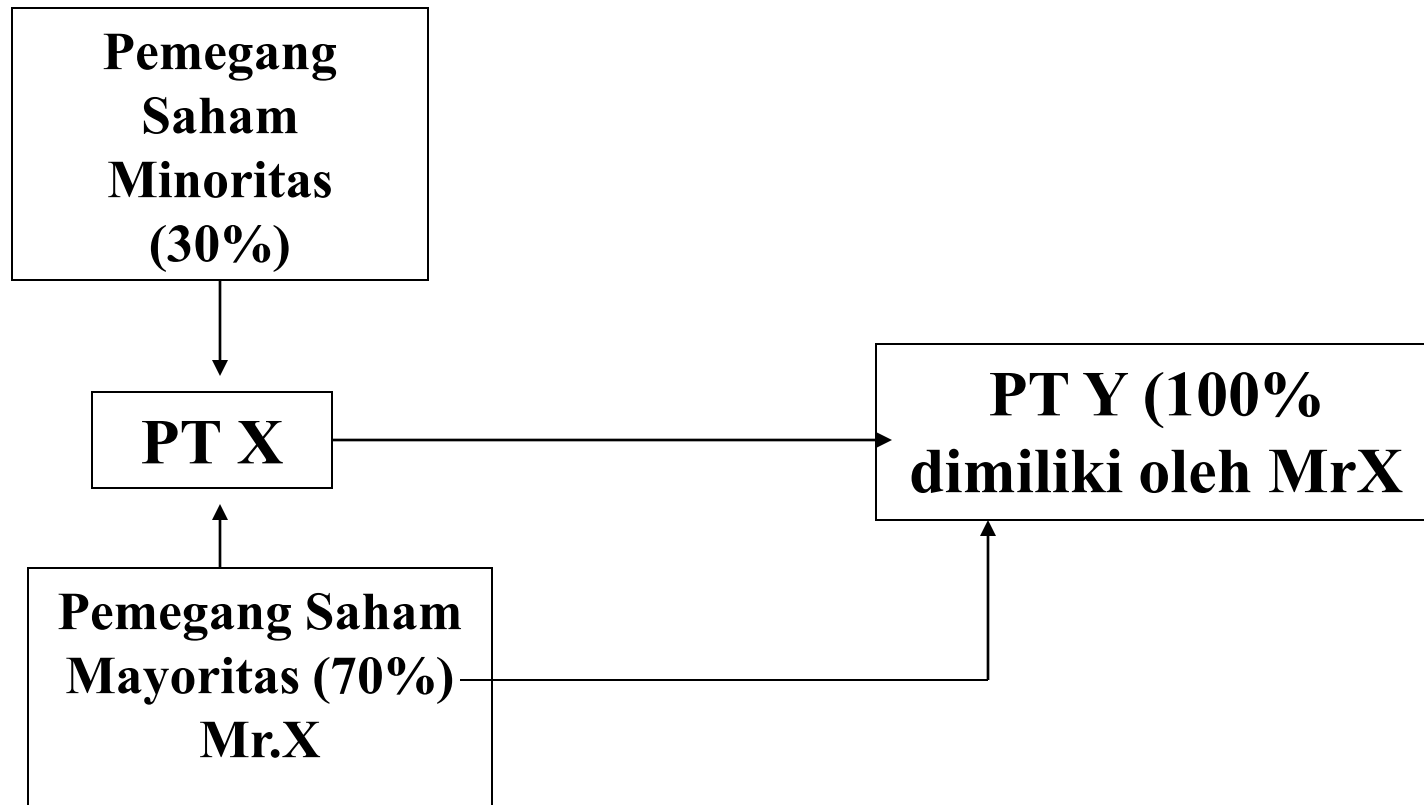 Pemegang
Saham
Minoritas
(30%)
PT X
PT Y (100%
dimiliki oleh MrX
Pemegang Saham
Mayoritas (70%)
Mr.X